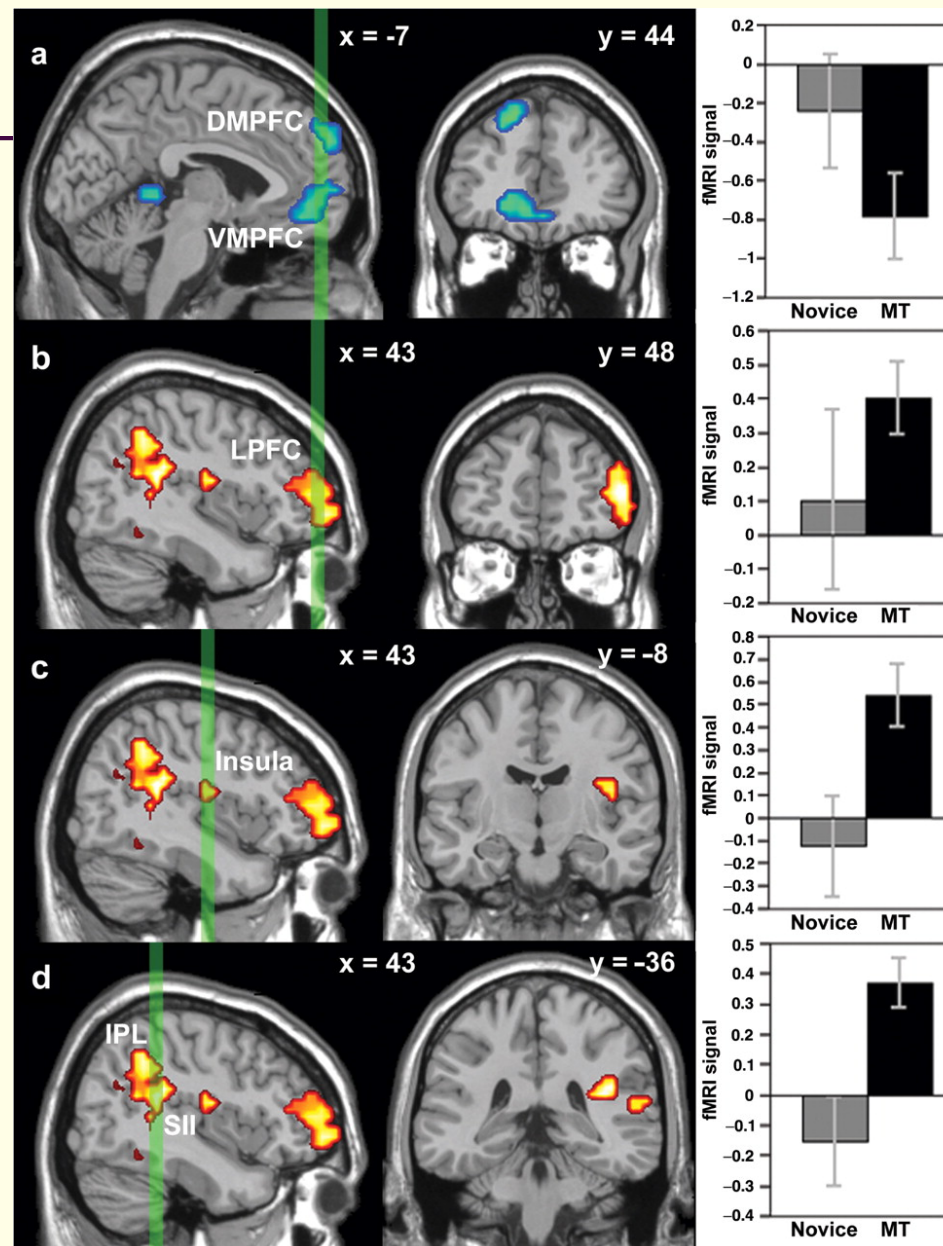 a
x = -7
y = 44
DMPFC
VMPFC
fMRI signal
0.2
0
–0.2
–0.4
–0.6
–0.8
–1
–1.2
Novice MT
b
x = 43
y = 48
LPFC
fMRI signal
0.6
0.5
0.4
0.3
0.2
0.1
0
–0.1
–0.2
Novice MT
c
x = 43
y = –8
Insula
fMRI signal
0.8
0.7
0.6
0.5
0.4
0.3
0.2
0.1
0
–0.1
–0.2
–0.3
–0.4
Novice MT
d
x = 43
y = –36
IPL
SII
fMRI signal
0.5
0.4
0.3
0.2
0.1
0
–0.1
–0.2
–0.3
–0.4
Novice MT